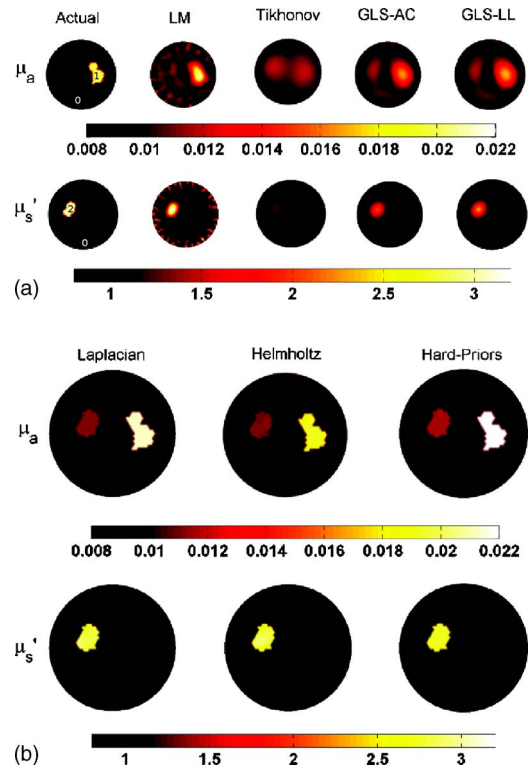 Actual LM Tikhonov GLS-AC GLS-LL
μa
1
0
0.008 0.01 0.012 0.014 0.016 0.018 0.02 0.022
μs'
2
0
1 1.5 2 2.5 3
(a)
Laplacian Helmholtz Hard-Priors
μa
0.008 0.01 0.012 0.014 0.016 0.018 0.02 0.022
μs'
1 1.5 2 2.5 3
(b)